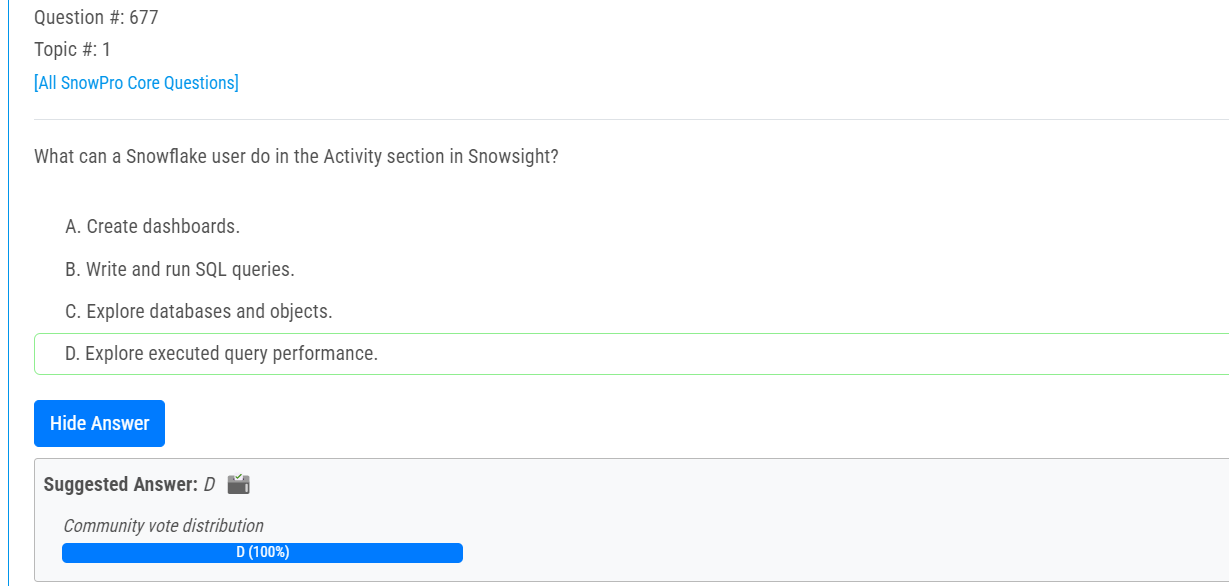 Question #: 677
Topic #: 1
[All SnowPro Core Questions]
What can a Snowflake user do in the Activity section in Snowsight?
A. Create dashboards.
B. Write and run SQL queries.
C. Explore databases and objects.
D. Explore executed query performance.
Hide Answer
Suggested Answer: D
Community vote distribution
D (100%)